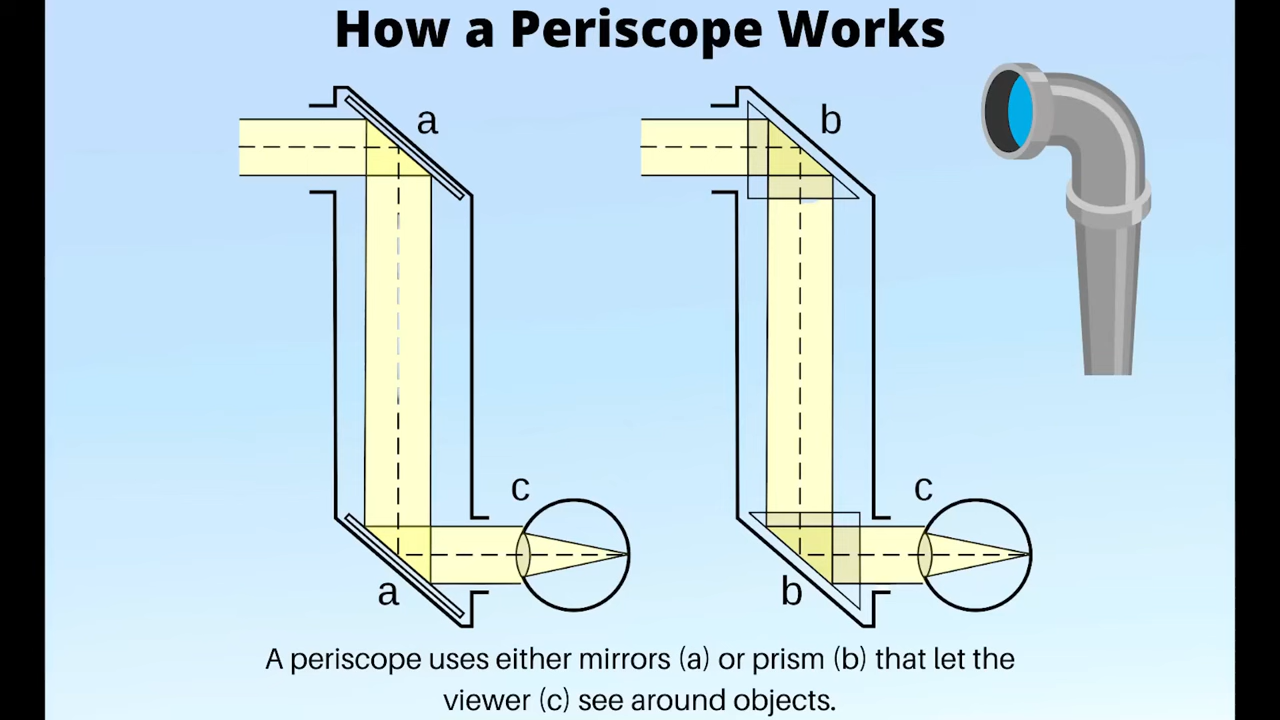 How a Periscope Works
a
b
c
c
a
b
A periscope uses either mirrors (a) or prism (b) that let the
viewer (c) see around objects.